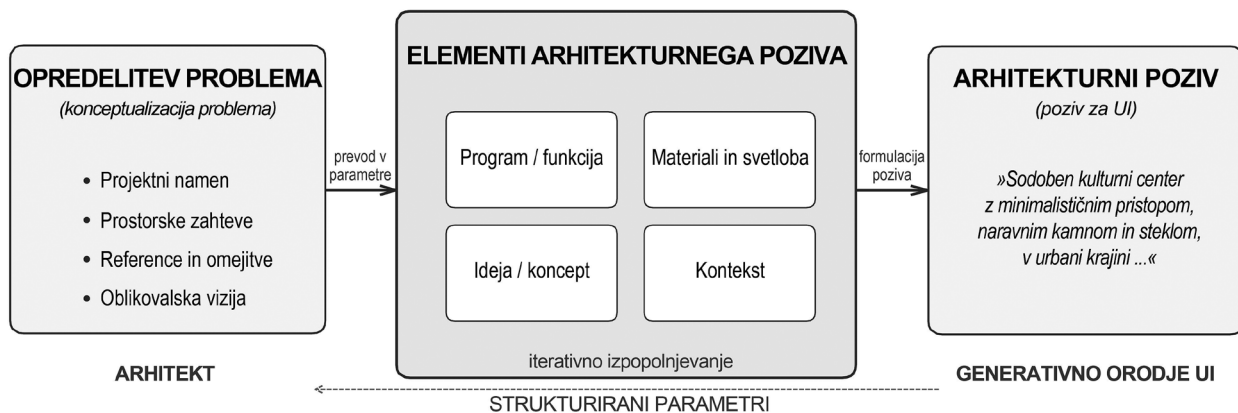 OPREDELITEV PROBLEMA
(konceptualizacija problema)
• Projektni namen
• Prostorske zahteve
• Reference in omejitve
• Oblikovalska vizija
ARHITEKT
prevod v
parametre
ELEMENTI ARHITEKTURNEGA POZIVA
Program / funkcija
Materiali in svetloba
Ideja / koncept
Kontekst
iterativno izpopolnjevanje
formulacija
poziva
ARHITEKTURNI POZIV
(poziv za UI)
»Sodoben kulturni center
z minimalističnim pristopom,
naravnim kamnom in steklom,
v urbani krajini ...«
GENERATIVNO ORODJE UI
STRUKTURIRANI PARAMETRI